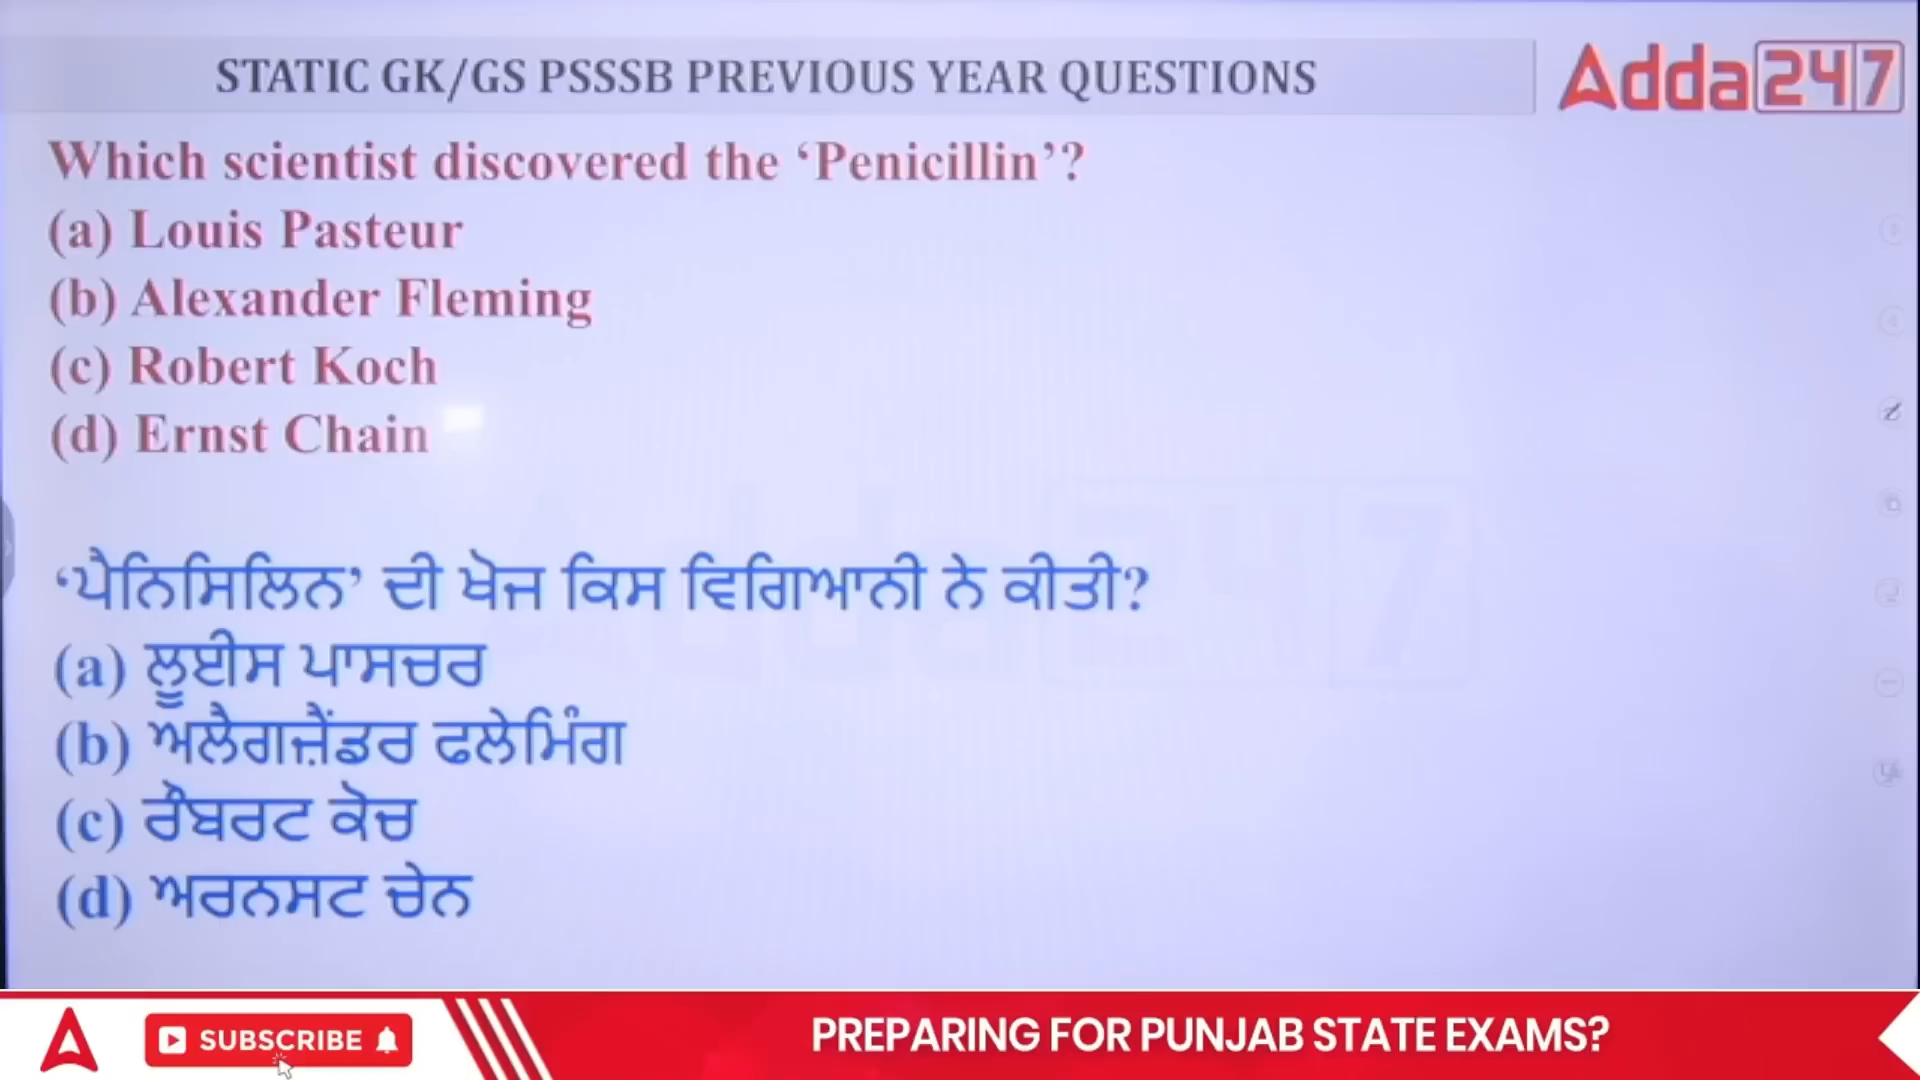 STATIC GK/GS PSSSB PREVIOUS YEAR QUESTIONS
Adda247
Which scientist discovered the ‘Penicillin’?
(a) Louis Pasteur
(b) Alexander Fleming
(c) Robert Koch
(d) Ernst Chain
‘ਪੈਨਿਸਿਲਿਨ’ ਦੀ ਖੋਜ ਕਿਸ ਵਿਗਿਆਨੀ ਨੇ ਕੀਤੀ?
(a) ਲੂਈਸ ਪਾਸਚਰ
(b) ਅਲੈਗਜ਼ੈਂਡਰ ਫਲੇਮਿੰਗ
(c) ਰੌਬਰਟ ਕੋਚ
(d) ਅਰਨਸਟ ਚੇਨ
SUBSCRIBE
PREPARING FOR PUNJAB STATE EXAMS?